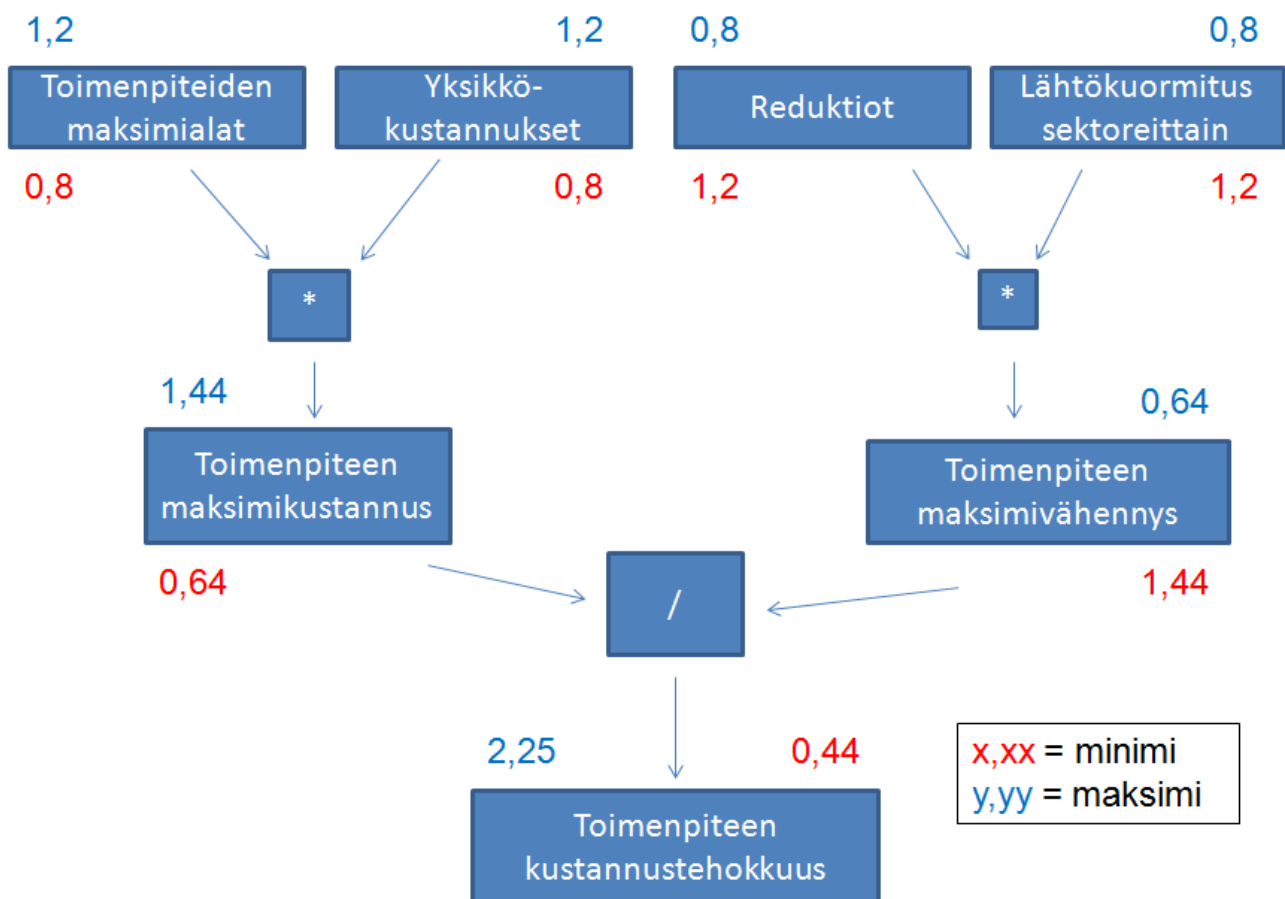 1,2
1,2
0,8
0,8
Toimenpiteiden
maksimialat
Yksikkö-
kustannukset
Reduktiot
Lähtökuormitus
sektoreittain
0,8
0,8
1,2
1,2
*
*
1,44
0,64
Toimenpiteen
maksimikustannus
Toimenpiteen
maksimivähennys
0,64
1,44
/
2,25
0,44
x,xx = minimi
y,yy = maksimi
Toimenpiteen
kustannustehokkuus